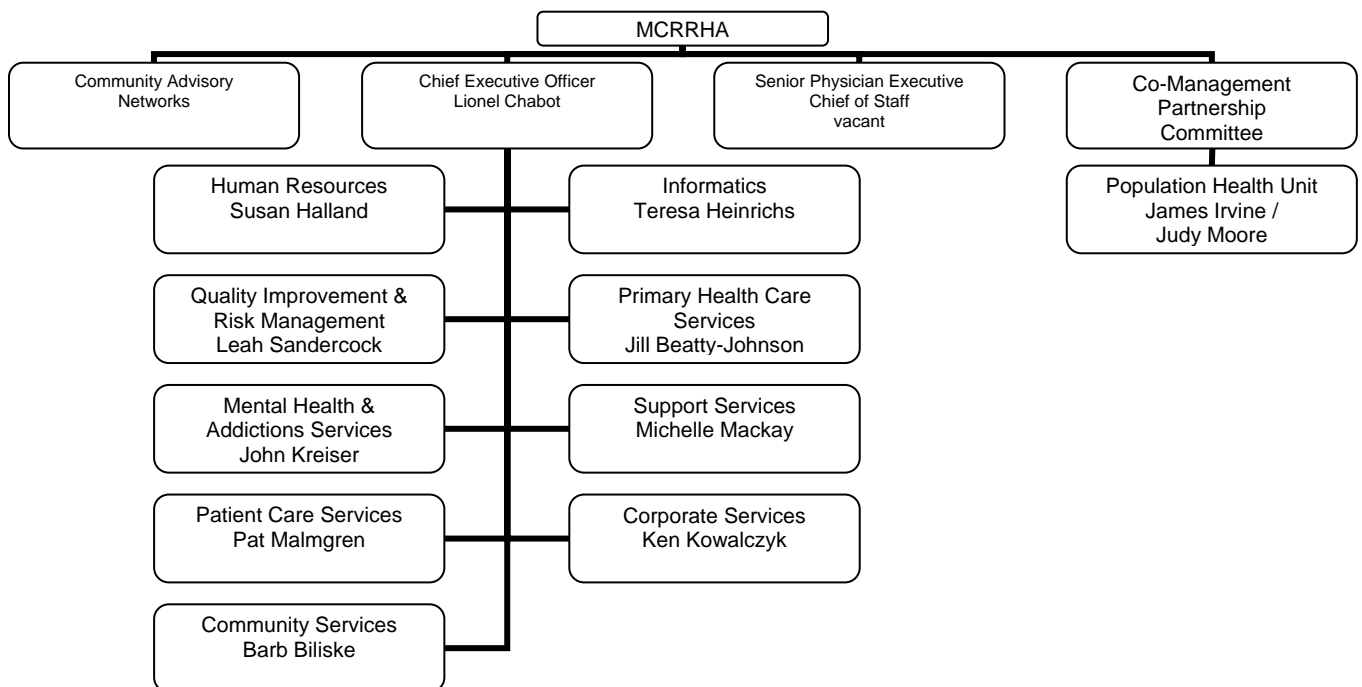 MCRRHA
Community Advisory
Networks
Chief Executive Officer
Lionel Chabot
Senior Physician Executive
Chief of Staff
vacant
Co-Management
Partnership
Committee
Human Resources
Susan Halland
Informatics
Teresa Heinrichs
Population Health Unit
James Irvine /
Judy Moore
Quality Improvement &
Risk Management
Leah Sandercock
Primary Health Care
Services
Jill Beatty-Johnson
Mental Health &
Addictions Services
John Kreiser
Support Services
Michelle Mackay
Patient Care Services
Pat Malmgren
Corporate Services
Ken Kowalczyk
Community Services
Barb Biliske